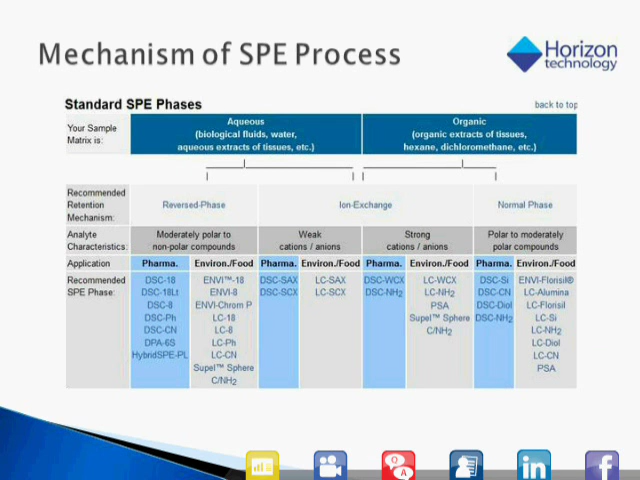 Mechanism of SPE Process
Horizon
technology
Standard SPE Phases
back to top
Your Sample
Matrix is:
Aqueous
(biological fluids, water,
aqueous extracts of tissues, etc.)
Organic
(organic extracts of tissues,
hexane, dichloromethane, etc.)
Recommended
Retention
Mechanism:
Reversed-Phase
Ion-Exchange
Normal Phase
Analyte
Characteristics:
Moderately polar to
non-polar compounds
Weak
cations / anions
Strong
cations / anions
Polar to moderately
polar compounds
Application
Pharma.
Environ./Food
Pharma.
Environ./Food
Pharma.
Environ./Food
Pharma.
Environ./Food
Recommended
SPE Phase:
DSC-18
DSC-18Lt
DSC-8
DSC-Ph
DSC-CN
DPA-6S
HybridSPE-PL
ENVI™-18
ENVI-8
ENVI-Chrom P
LC-18
LC-8
LC-Ph
LC-CN
Supel™ Sphere
C/NH2
DSC-SAX
DSC-SCX
LC-SAX
LC-SCX
DSC-WCX
DSC-NH2
LC-WCX
LC-NH2
PSA
Supel™ Sphere
C/NH2
DSC-Si
DSC-CN
DSC-Diol
DSC-NH2
ENVI-Florisil®
LC-Alumina
LC-Florisil
LC-Si
LC-NH2
LC-Diol
LC-CN
PSA
Q
A
in
f